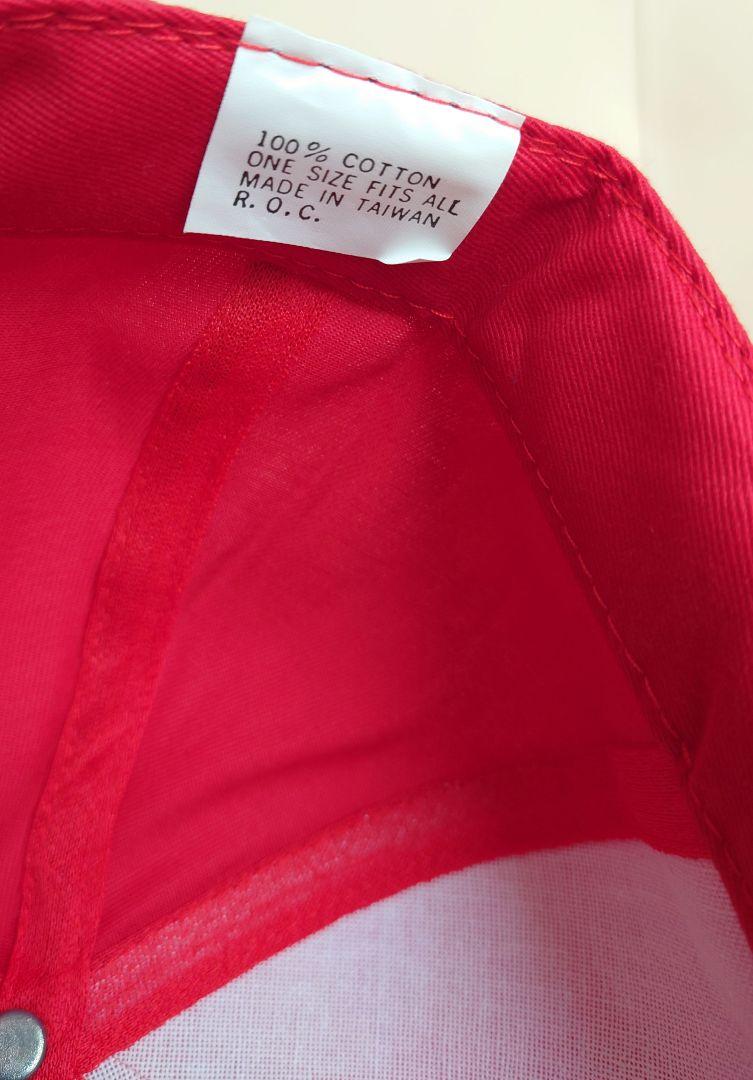 100% COTTON
ONE SIZE FITS ALL
MADE IN TAIWAN
R. O. C.